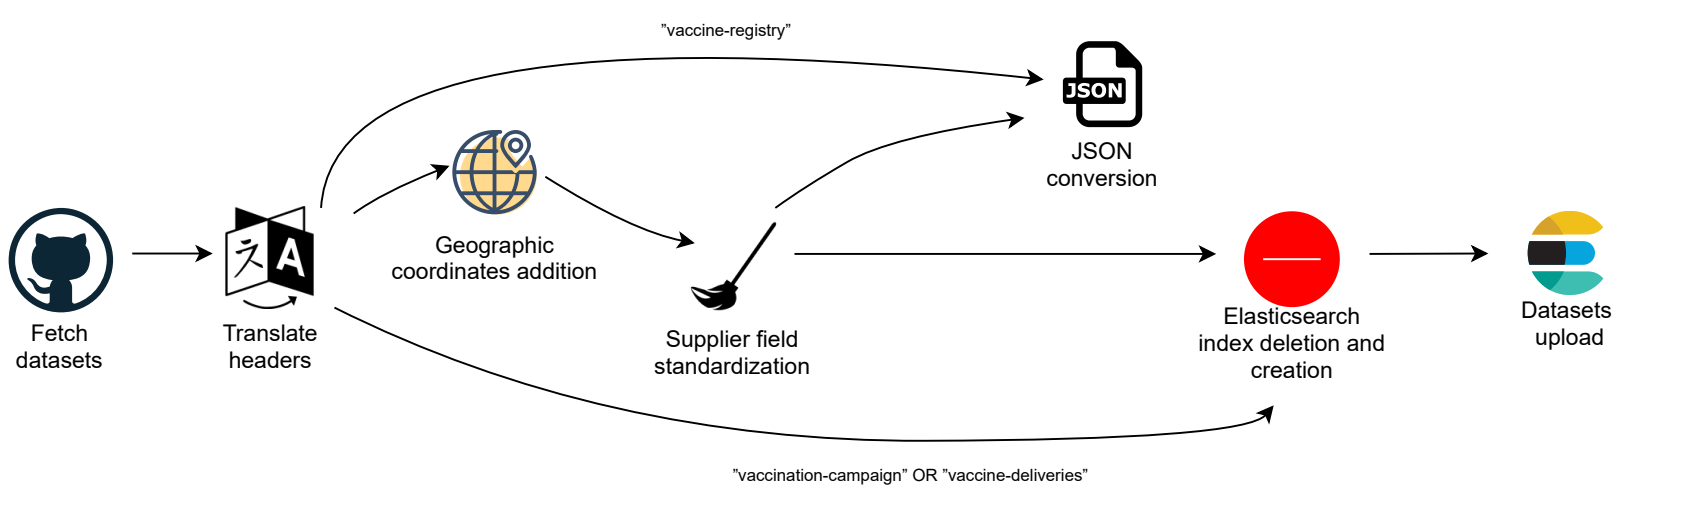 ”vaccine-registry”
JSON
JSON
conversion
文 A
Geographic
coordinates addition
Fetch
datasets
Translate
headers
Supplier field
standardization
Elasticsearch
index deletion and
creation
Datasets
upload
”vaccination-campaign” OR ”vaccine-deliveries”